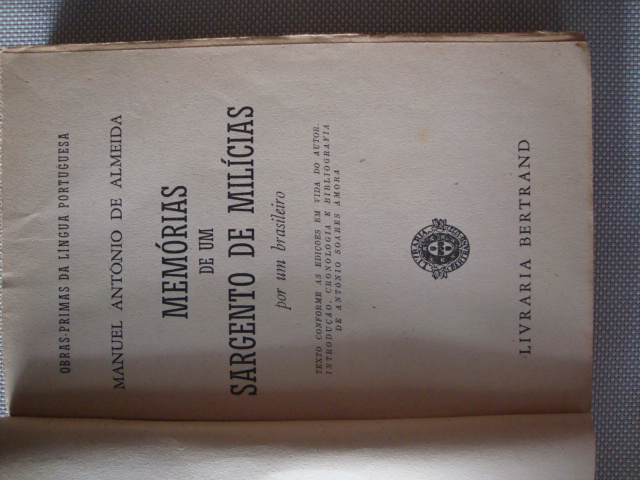 OBRAS-PRIMAS DA LÍNGUA PORTUGUESA
MANUEL ANTÓNIO DE ALMEIDA
MEMÓRIAS
DE UM
SARGENTO DE MILÍCIAS
por um brasileiro
TEXTO CONFORME AS EDIÇÕES EM VIDA DO AUTOR.
INTRODUÇÃO, CRONOLOGIA E BIBLIOGRAFIA
DE ANTÓNIO SOARES AMORA
LIVRARIA BERTRAND